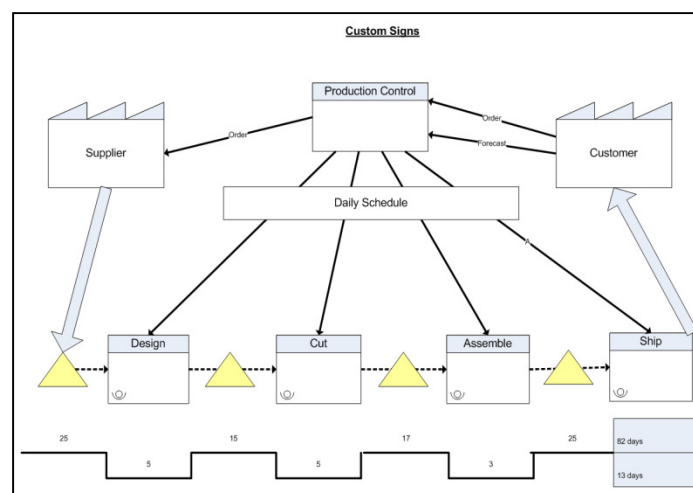 Custom Signs
Production Control
Supplier
Order
Order
Forecast
Customer
Daily Schedule
A
Design
Cut
Assemble
Ship
25
15
17
25
82 days
5
5
3
13 days